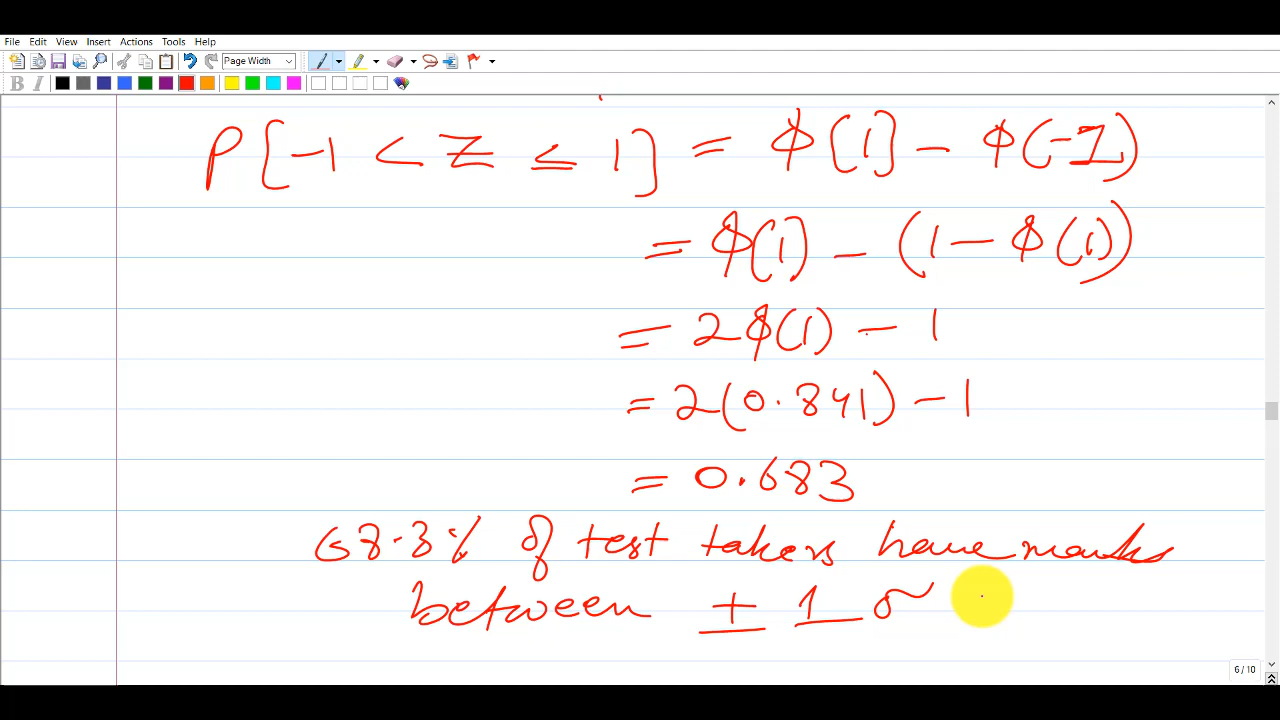 File Edit View Insert Actions Tools Help
Page Width
B I
P[-1 < Z ≤ 1] = φ[1] - φ(-1)
= φ(1) - (1 - φ(1))
= 2φ(1) - 1
= 2(0.841) - 1
= 0.683
68.3% of test takers have marks
between ± 1 σ
6/10